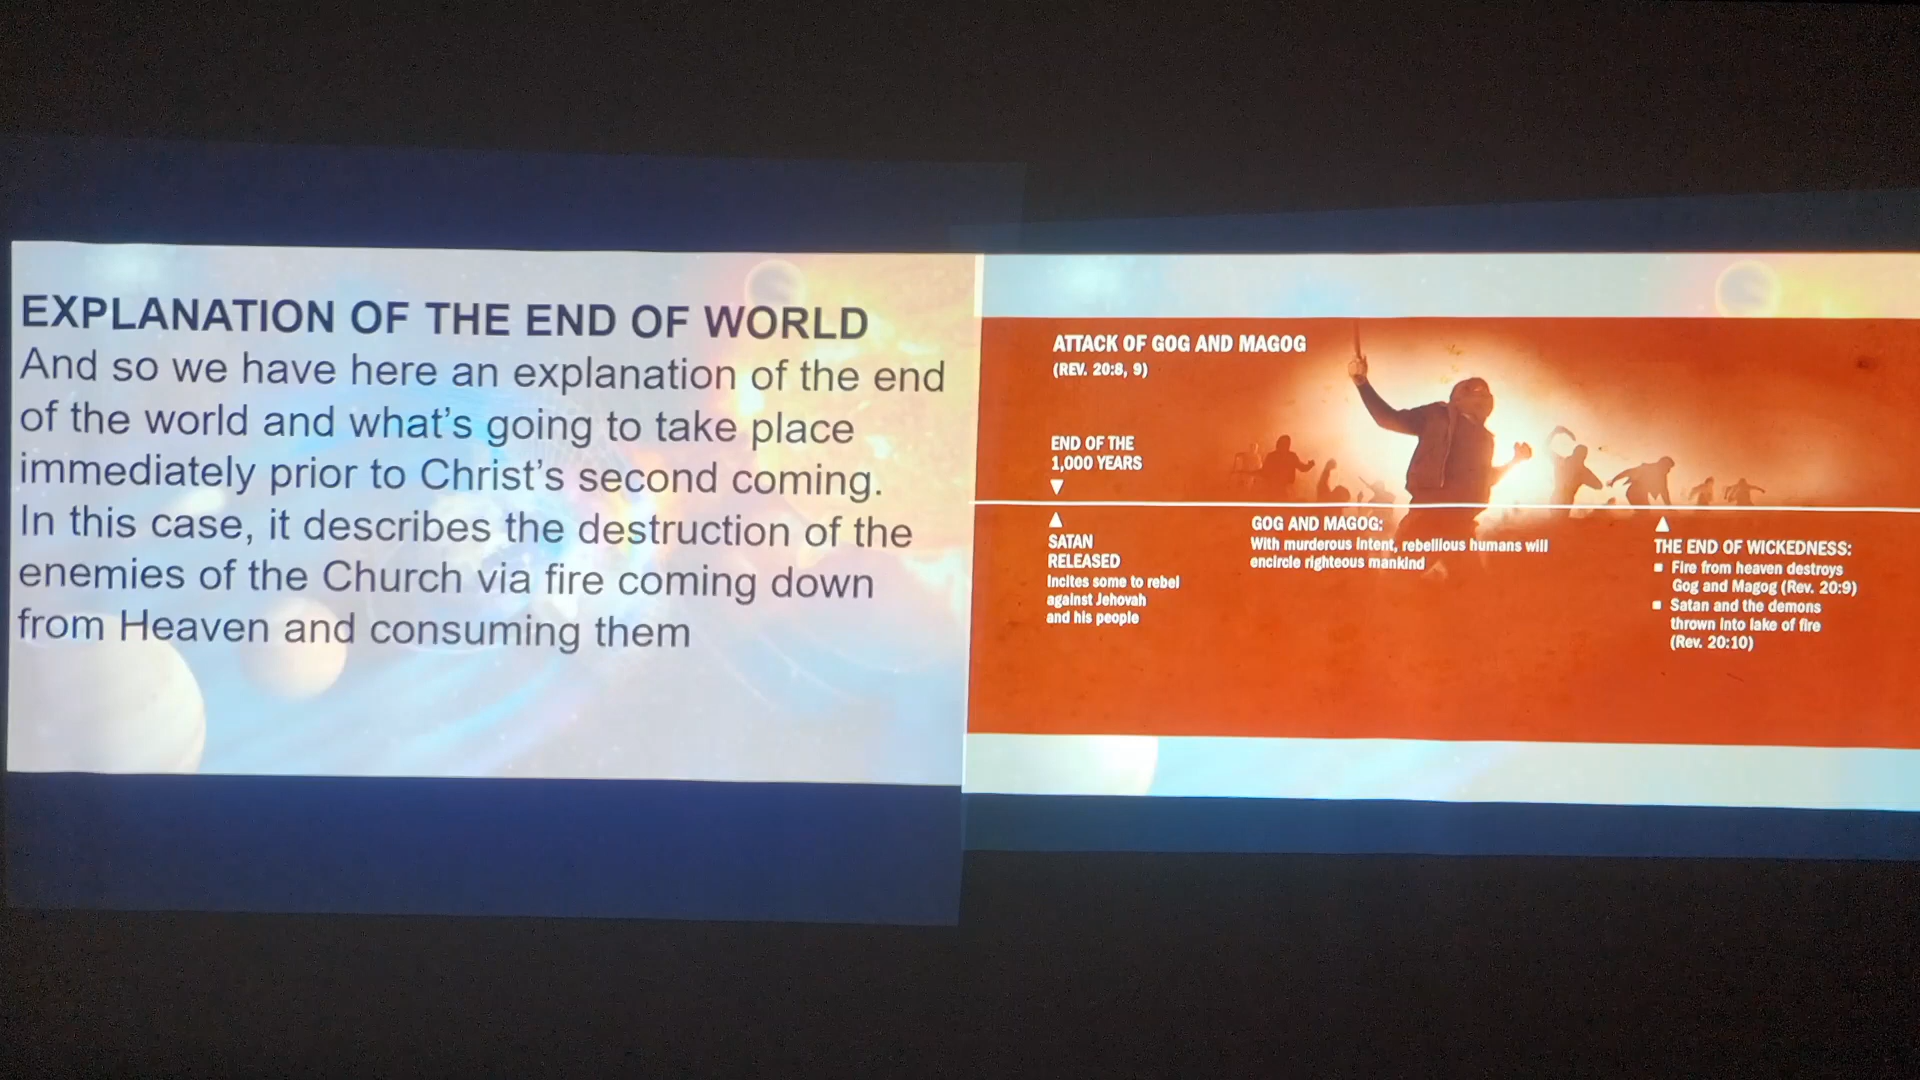 EXPLANATION OF THE END OF WORLD
And so we have here an explanation of the end
of the world and what's going to take place
immediately prior to Christ's second coming.
In this case, it describes the destruction of the
enemies of the Church via fire coming down
from Heaven and consuming them
ATTACK OF GOG AND MAGOG
(REV. 20:8, 9)
END OF THE
1,000 YEARS
SATAN
RELEASED
Incites some to rebel
against Jehovah
and his people
GOG AND MAGOG:
With murderous intent, rebellious humans will
encircle righteous mankind
THE END OF WICKEDNESS:
Fire from heaven destroys
Gog and Magog (Rev. 20:9)
Satan and the demons
thrown into lake of fire
(Rev. 20:10)